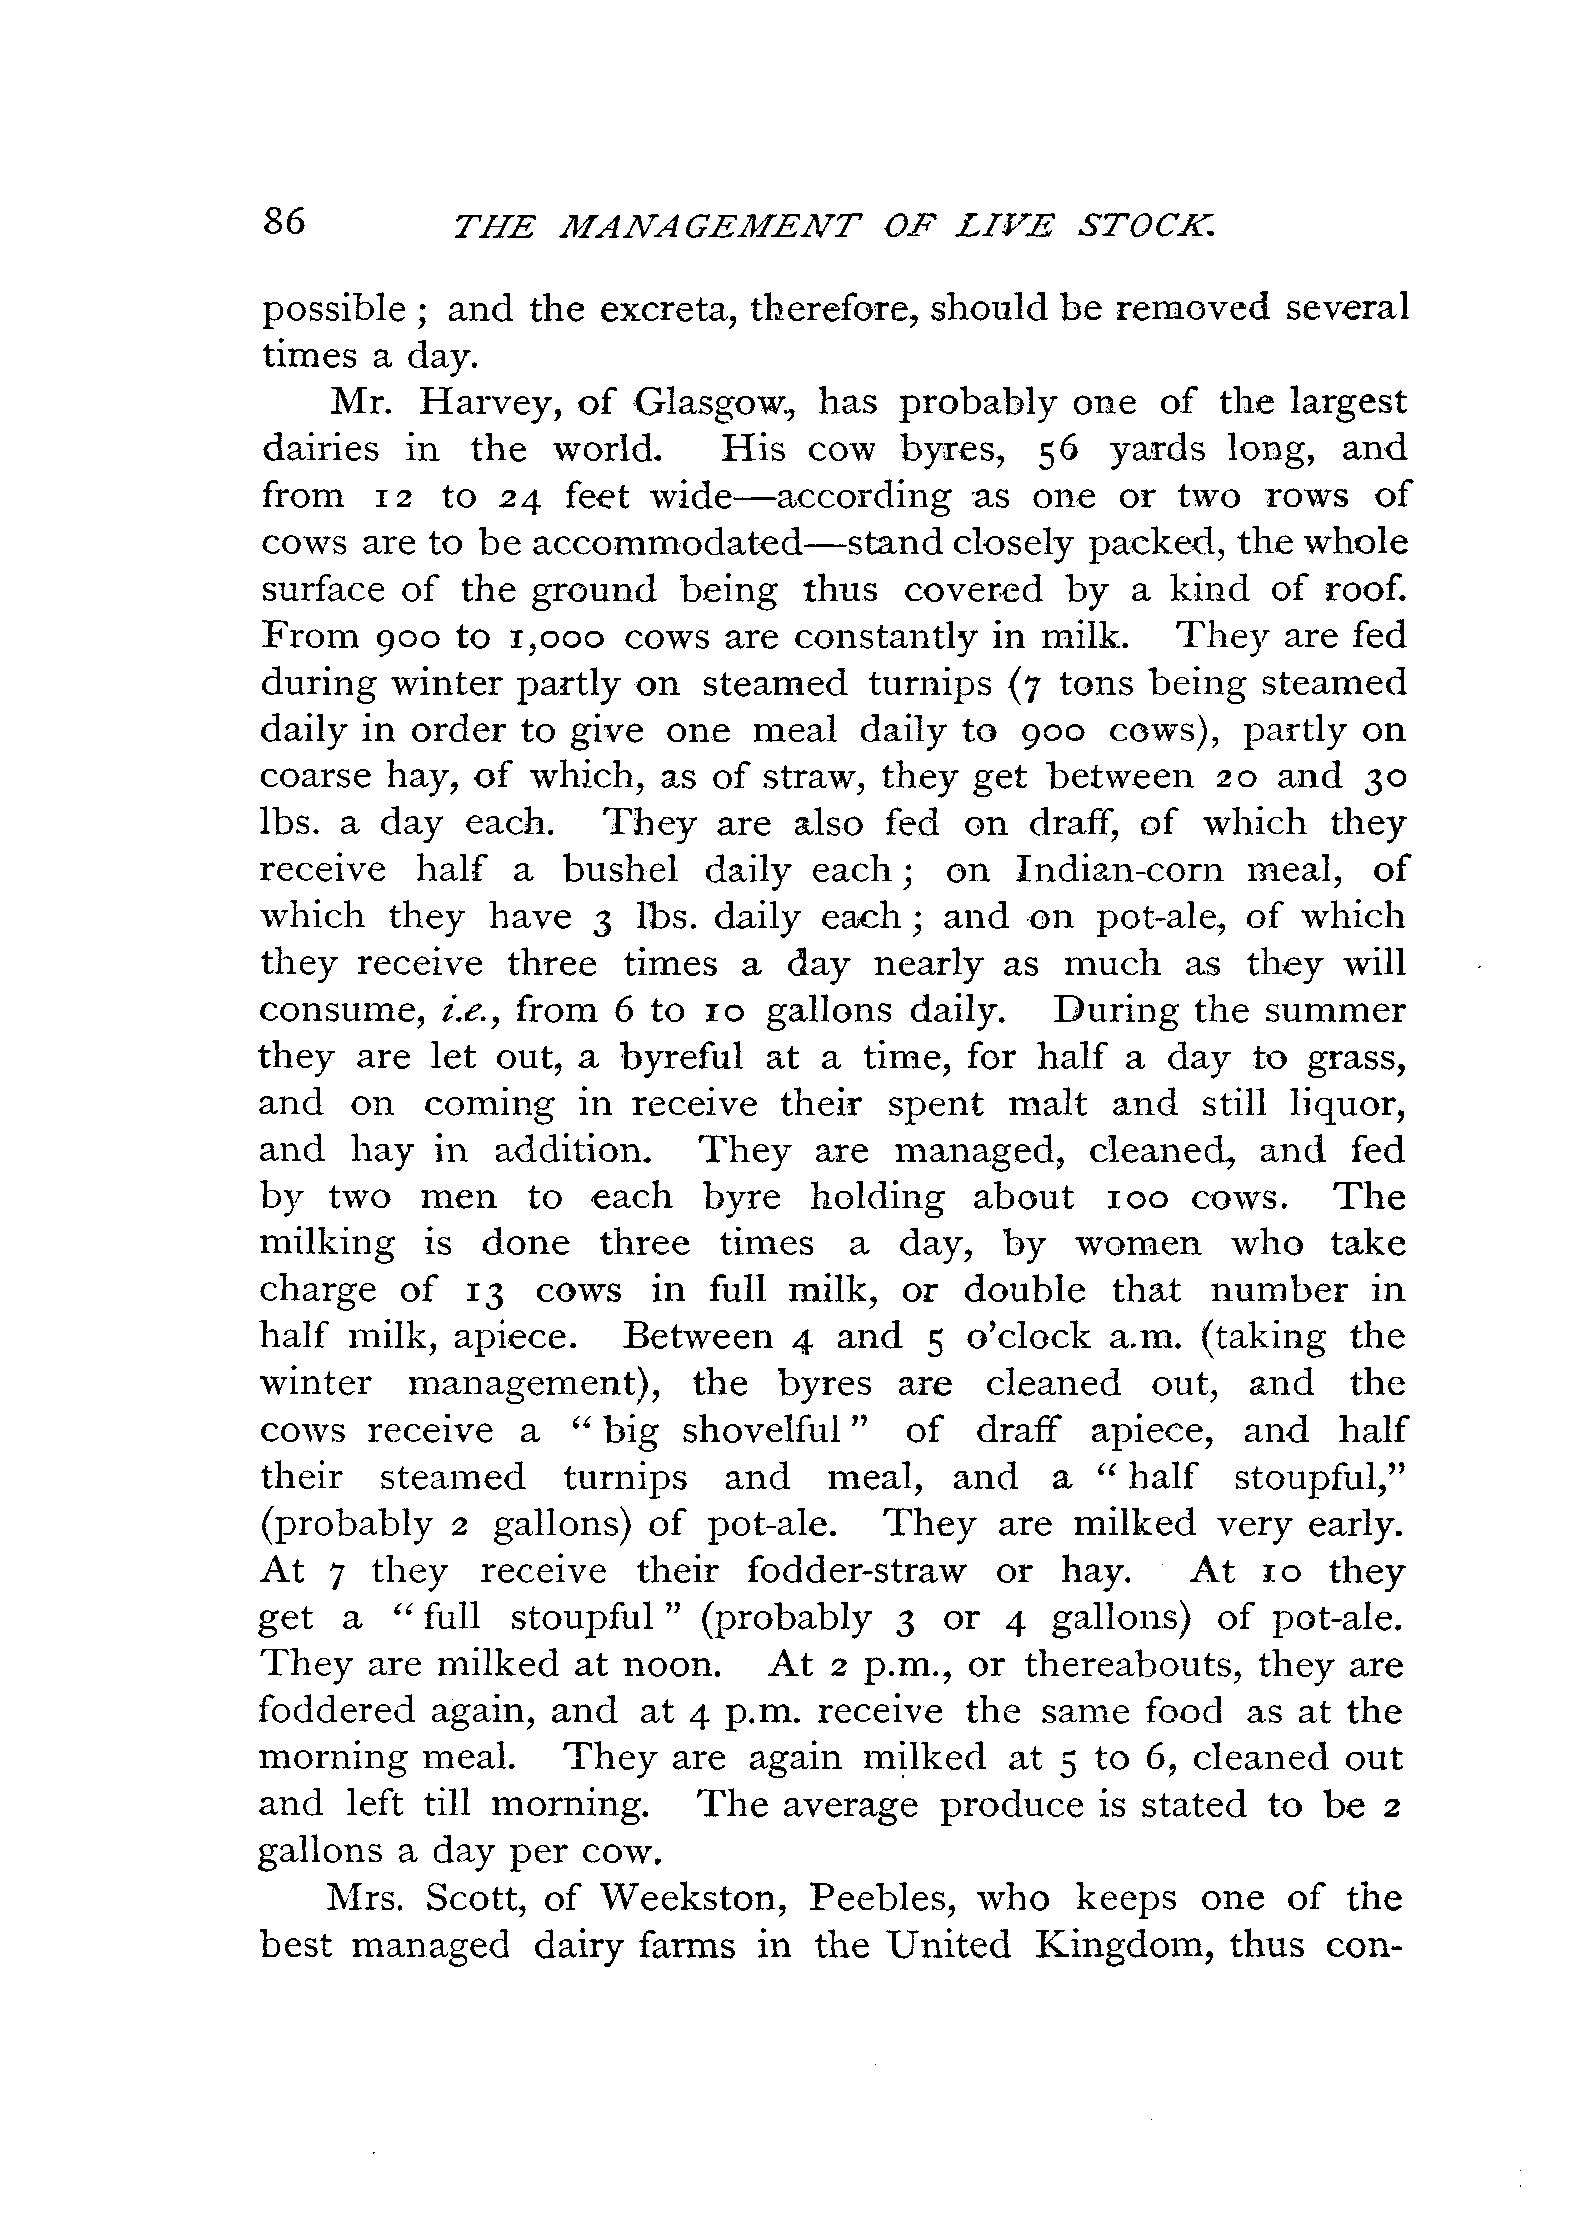 86 THE MANAGEMENT OF LIVE STOCK.
possible ; and the excreta, therefore, should be removed several
times a day.
Mr. Harvey, of Glasgow, has probably one of the largest
dairies in the world. His cow byres, 56 yards long, and
from 12 to 24 feet wide—according as one or two rows of
cows are to be accommodated—stand closely packed, the whole
surface of the ground being thus covered by a kind of roof.
From 900 to 1,000 cows are constantly in milk. They are fed
during winter partly on steamed turnips (7 tons being steamed
daily in order to give one meal daily to 900 cows), partly on
coarse hay, of which, as of straw, they get between 20 and 30
lbs. a day each. They are also fed on draff, of which they
receive half a bushel daily each ; on Indian-corn meal, of
which they have 3 lbs. daily each ; and on pot-ale, of which
they receive three times a day nearly as much as they will
consume, i.e., from 6 to 10 gallons daily. During the summer
they are let out, a byreful at a time, for half a day to grass,
and on coming in receive their spent malt and still liquor,
and hay in addition. They are managed, cleaned, and fed
by two men to each byre holding about 100 cows. The
milking is done three times a day, by women who take
charge of 13 cows in full milk, or double that number in
half milk, apiece. Between 4 and 5 o'clock a.m. (taking the
winter management), the byres are cleaned out, and the
cows receive a “ big shovelful ” of draff apiece, and half
their steamed turnips and meal, and a “ half stoupful,”
(probably 2 gallons) of pot-ale. They are milked very early.
At 7 they receive their fodder-straw or hay. At 10 they
get a “ full stoupful ” (probably 3 or 4 gallons) of pot-ale.
They are milked at noon. At 2 p.m., or thereabouts, they are
foddered again, and at 4 p.m. receive the same food as at the
morning meal. They are again milked at 5 to 6, cleaned out
and left till morning. The average produce is stated to be 2
gallons a day per cow.
Mrs. Scott, of Weekston, Peebles, who keeps one of the
best managed dairy farms in the United Kingdom, thus con-